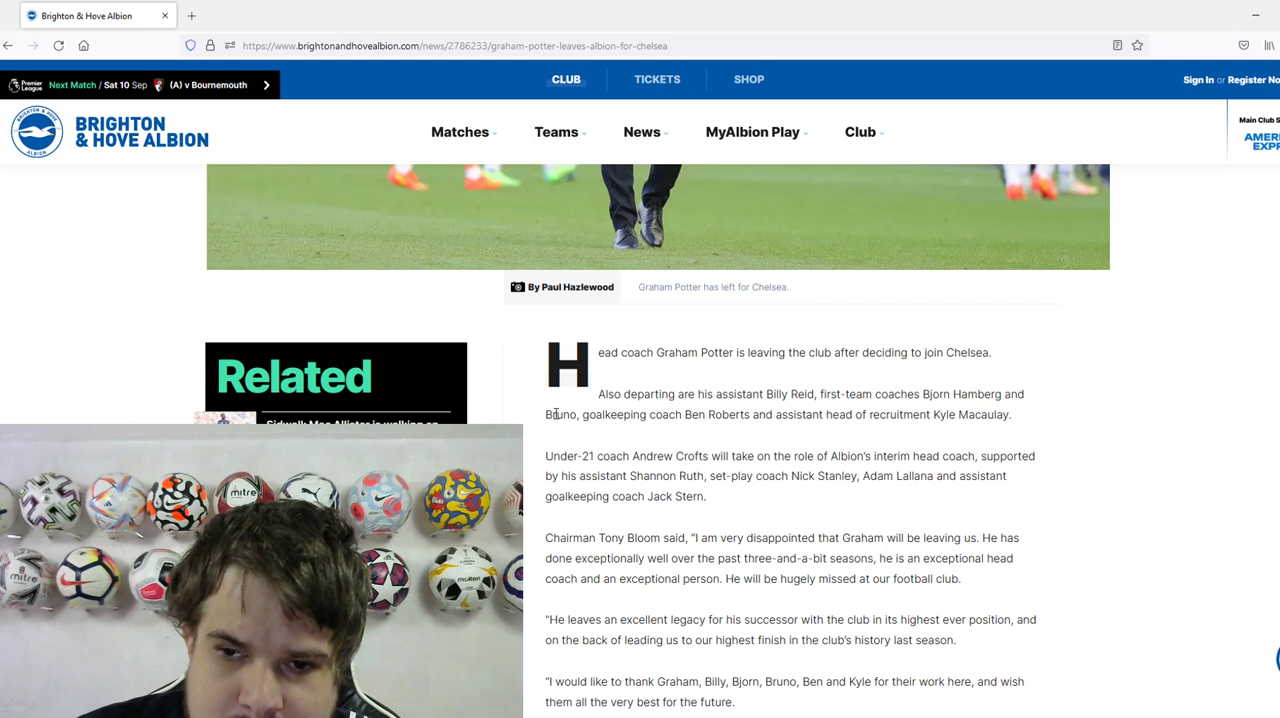 Brighton & Hove Albion
https://www.brightonandhovealbion.com/news/2786233/graham-potter-leaves-albion-for-chelsea
Premier League Next Match / Sat 10 Sep (A) v Bournemouth
CLUB TICKETS SHOP
Sign In or Register No
BRIGHTON
& HOVE ALBION
Matches Teams News MyAlbion Play Club
Main Club S
AMERI
EXPR
By Paul Hazlewood Graham Potter has left for Chelsea.
Related
Head coach Graham Potter is leaving the club after deciding to join Chelsea.
Also departing are his assistant Billy Reid, first-team coaches Bjorn Hamberg and
Bruno, goalkeeping coach Ben Roberts and assistant head of recruitment Kyle Macaulay.
Under-21 coach Andrew Crofts will take on the role of Albion’s interim head coach, supported
by his assistant Shannon Ruth, set-play coach Nick Stanley, Adam Lallana and assistant
goalkeeping coach Jack Stern.
Chairman Tony Bloom said, “I am very disappointed that Graham will be leaving us. He has
done exceptionally well over the past three-and-a-bit seasons, he is an exceptional head
coach and an exceptional person. He will be hugely missed at our football club.
"He leaves an excellent legacy for his successor with the club in its highest ever position, and
on the back of leading us to our highest finish in the club’s history last season.
“I would like to thank Graham, Billy, Bjorn, Bruno, Ben and Kyle for their work here, and wish
them all the very best for the future.
mitre
mitre
molten